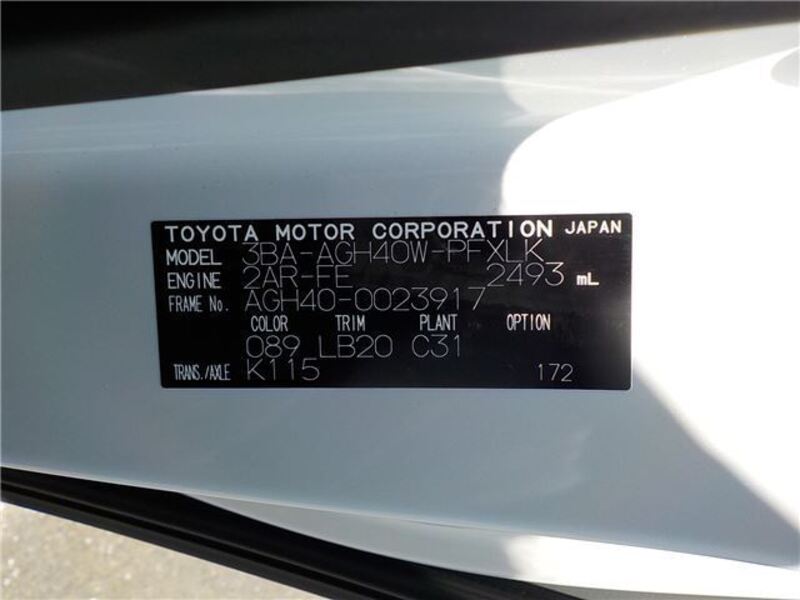 TOYOTA MOTOR CORPORATION JAPAN
MODEL 3BA-AGH40W-PFXLK
ENGINE 2AR-FE 2493 mL
FRAME No. AGH40-0023917
COLOR TRIM PLANT OPTION
089 LB20 C31
TRANS./AXLE K115 172